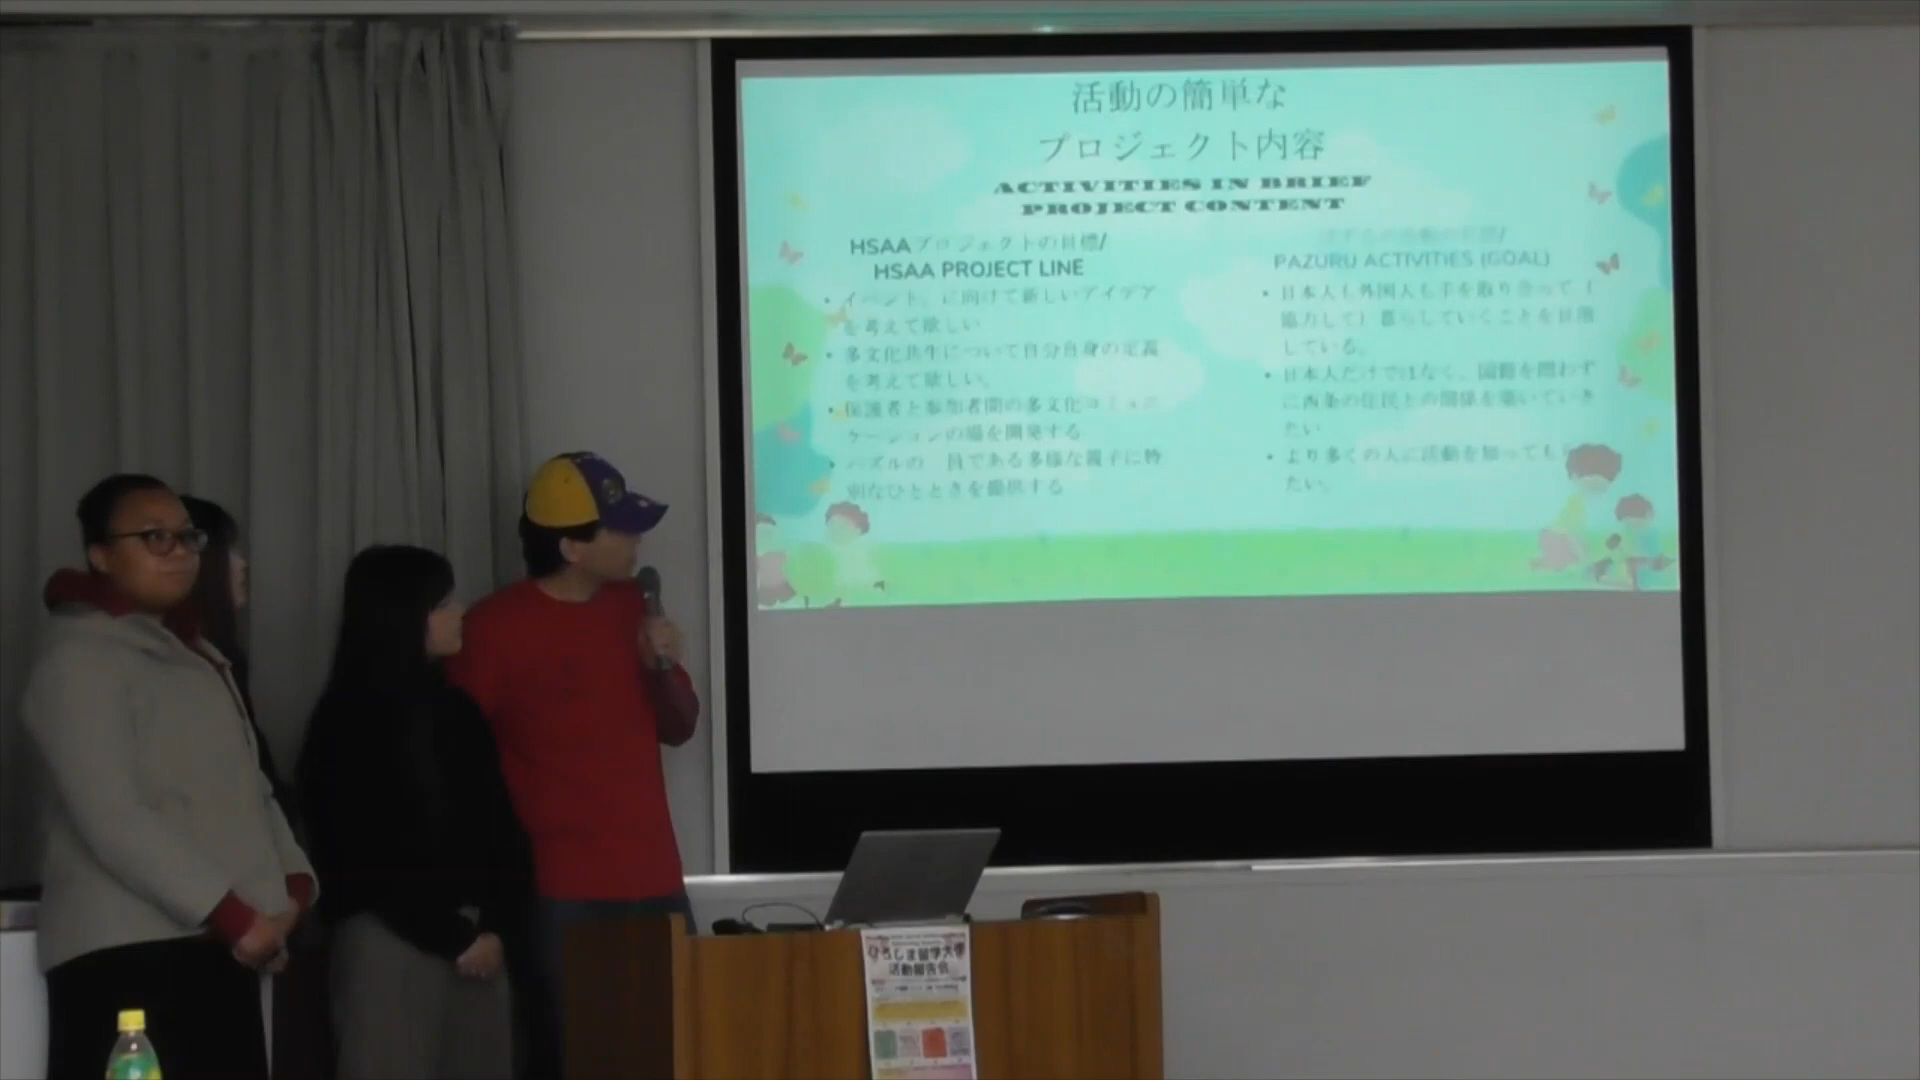 活動の簡単な
プロジェクト内容
ACTIVITIES IN BRIEF
PROJECT CONTENT
HSAAプロジェクトの目標/
HSAA PROJECT LINE
• イベント、に向けて新しいアイデア
を考えて欲しい
• 多文化共生について自分自身の定義
を考えて欲しい。
• 保護者と参加者間の多文化コミュニ
ケーションの場を開発する
• パズルの一員である多様な親子に特
別なひとときを提供する
PAZURU ACTIVITIES (GOAL)
• 日本人も外国人も手を取り合って(
協力して) 暮らしていくことを目指
している。
• 日本人だけではなく、国籍を問わず
に西条の住民との関係を築いていき
たい
• より多くの人に活動を知っても
たい。
ひろしま留学大使
活動報告会